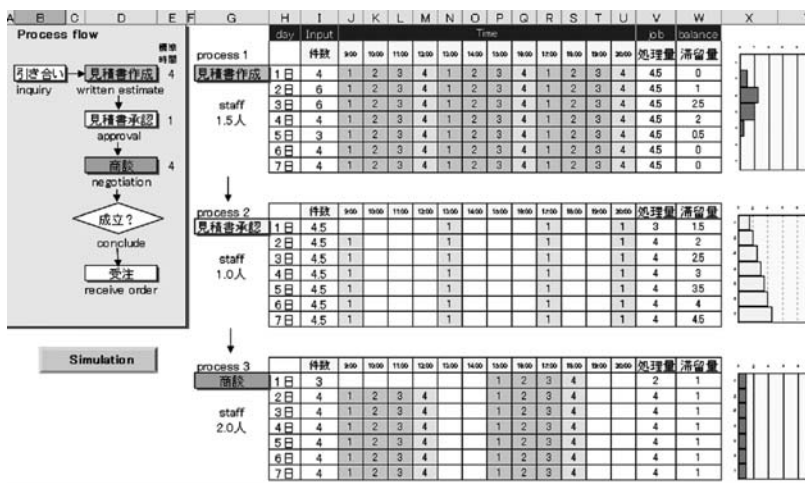 A B C D E F G H I J K L M N O P Q R S T U V W X
Process flow
標準
時間
引き合い 見積書作成 4
inquiry written estimate
見積書承認 1
approval
商談 4
negotiation
成立?
conclude
受注
receive order
Simulation
day Input Time job balance
process 1 件数 9:00 10:00 11:00 12:00 13:00 14:00 15:00 16:00 17:00 18:00 19:00 20:00 処理量 滞留量
見積書作成 1日 4 1 2 3 4 1 2 3 4 1 2 3 4 4.5 0
2日 6 1 2 3 4 1 2 3 4 1 2 3 4 4.5 1
staff 3日 6 1 2 3 4 1 2 3 4 1 2 3 4 4.5 2.5
1.5人 4日 4 1 2 3 4 1 2 3 4 1 2 3 4 4.5 2
5日 3 1 2 3 4 1 2 3 4 1 2 3 4 4.5 0.5
6日 4 1 2 3 4 1 2 3 4 1 2 3 4 4.5 0
7日 4 1 2 3 4 1 2 3 4 1 2 3 4 4.5 0
process 2 件数 9:00 10:00 11:00 12:00 13:00 14:00 15:00 16:00 17:00 18:00 19:00 20:00 処理量 滞留量
見積書承認 1日 4.5 1 1 1 3 1.5
2日 4.5 1 1 1 1 4 2
staff 3日 4.5 1 1 1 1 4 2.5
1.0人 4日 4.5 1 1 1 1 4 3
5日 4.5 1 1 1 1 4 3.5
6日 4.5 1 1 1 1 4 4
7日 4.5 1 1 1 1 4 4.5
process 3 件数 9:00 10:00 11:00 12:00 13:00 14:00 15:00 16:00 17:00 18:00 19:00 20:00 処理量 滞留量
商談 1日 3 1 2 3 4 2 1
2日 4 1 2 3 4 1 2 3 4 4 1
staff 3日 4 1 2 3 4 1 2 3 4 4 1
2.0人 4日 4 1 2 3 4 1 2 3 4 4 1
5日 4 1 2 3 4 1 2 3 4 4 1
6日 4 1 2 3 4 1 2 3 4 4 1
7日 4 1 2 3 4 1 2 3 4 4 1